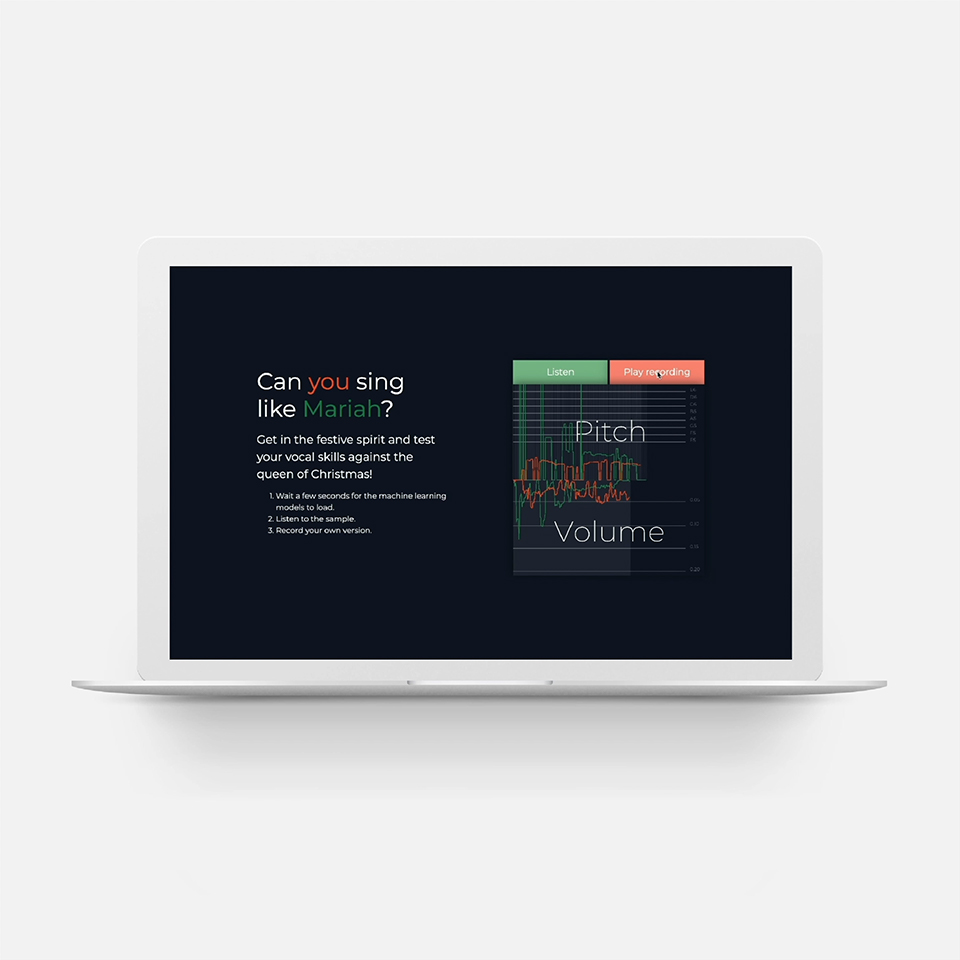 Can you sing
like Mariah?
Get in the festive spirit and test
your vocal skills against the
queen of Christmas!
1. Wait a few seconds for the machine learning
models to load.
2. Listen to the sample.
3. Record your own version.
Listen
Play recording
Pitch
Volume
0.20